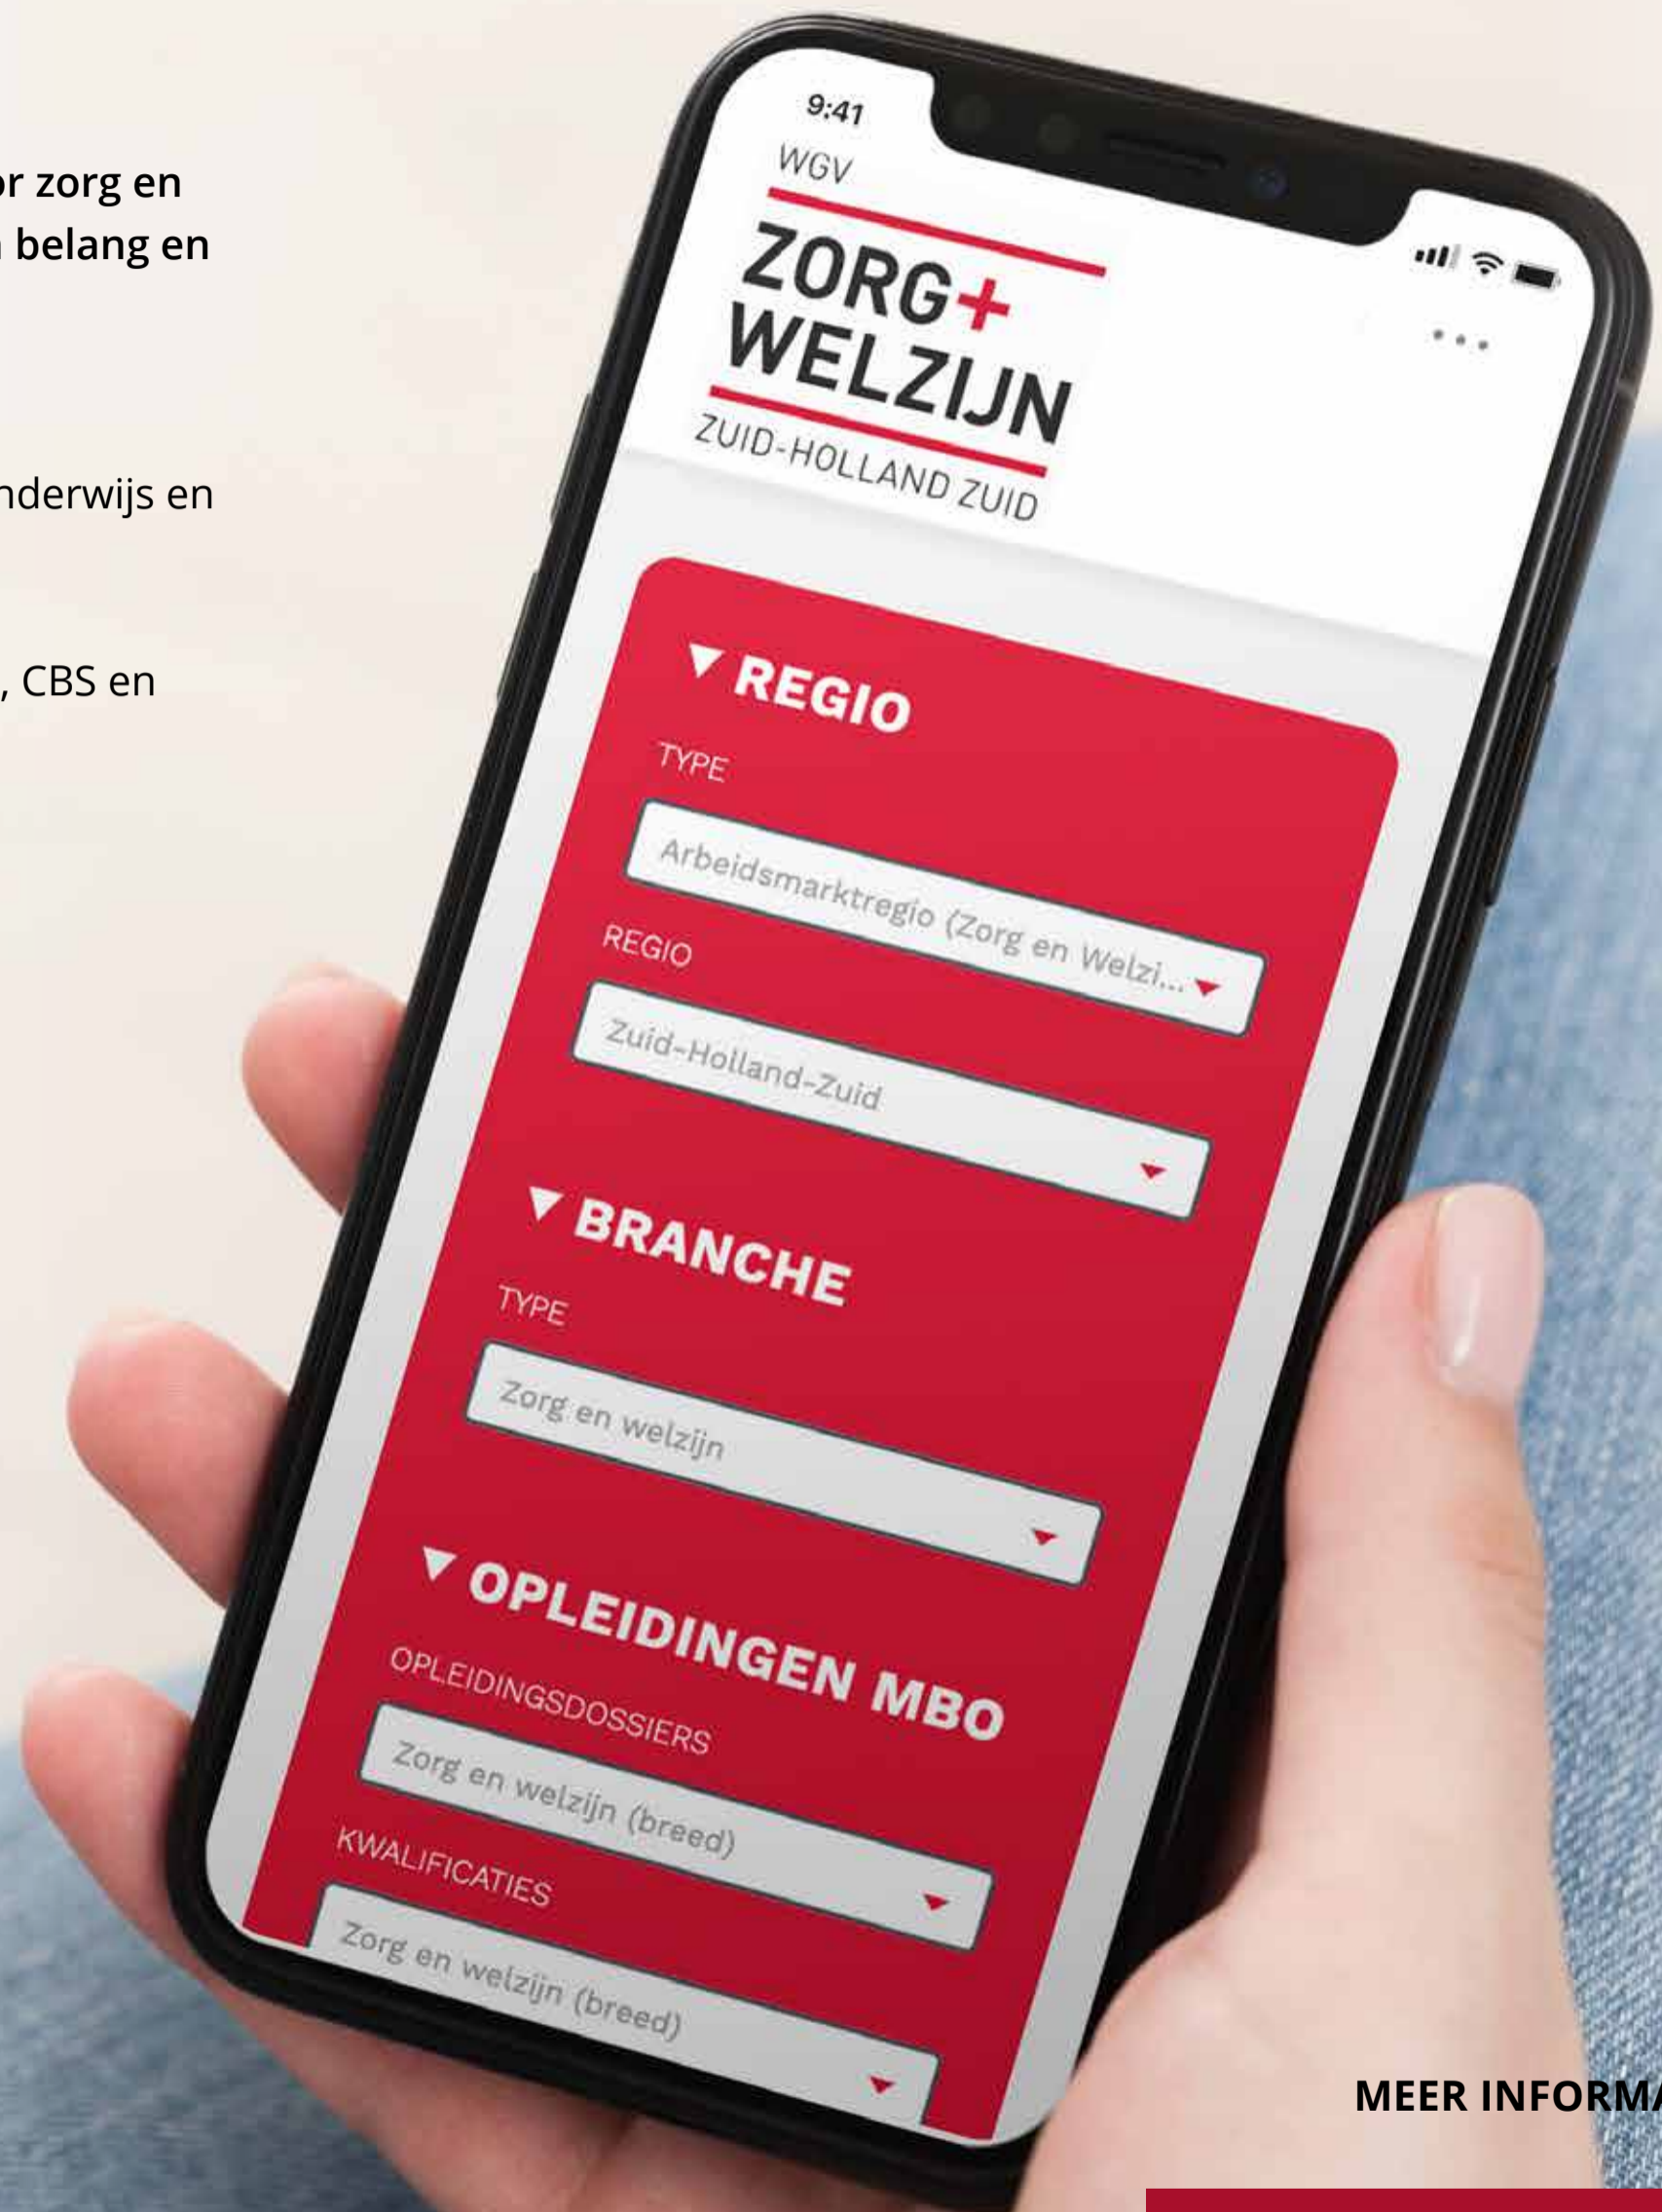 or zorg en
belang en
nderwijs en
, CBS en
9:41
WGV
ZORG+
WELZIJN
ZUID-HOLLAND ZUID
...
▼ REGIO
TYPE
Arbeidsmarktregio (Zorg en Welzi...
REGIO
Zuid-Holland-Zuid
▼ BRANCHE
TYPE
Zorg en welzijn
▼ OPLEIDINGEN MBO
OPLEIDINGSDOSSIERS
Zorg en welzijn (breed)
KWALIFICATIES
Zorg en welzijn (breed)
MEER INFORMA